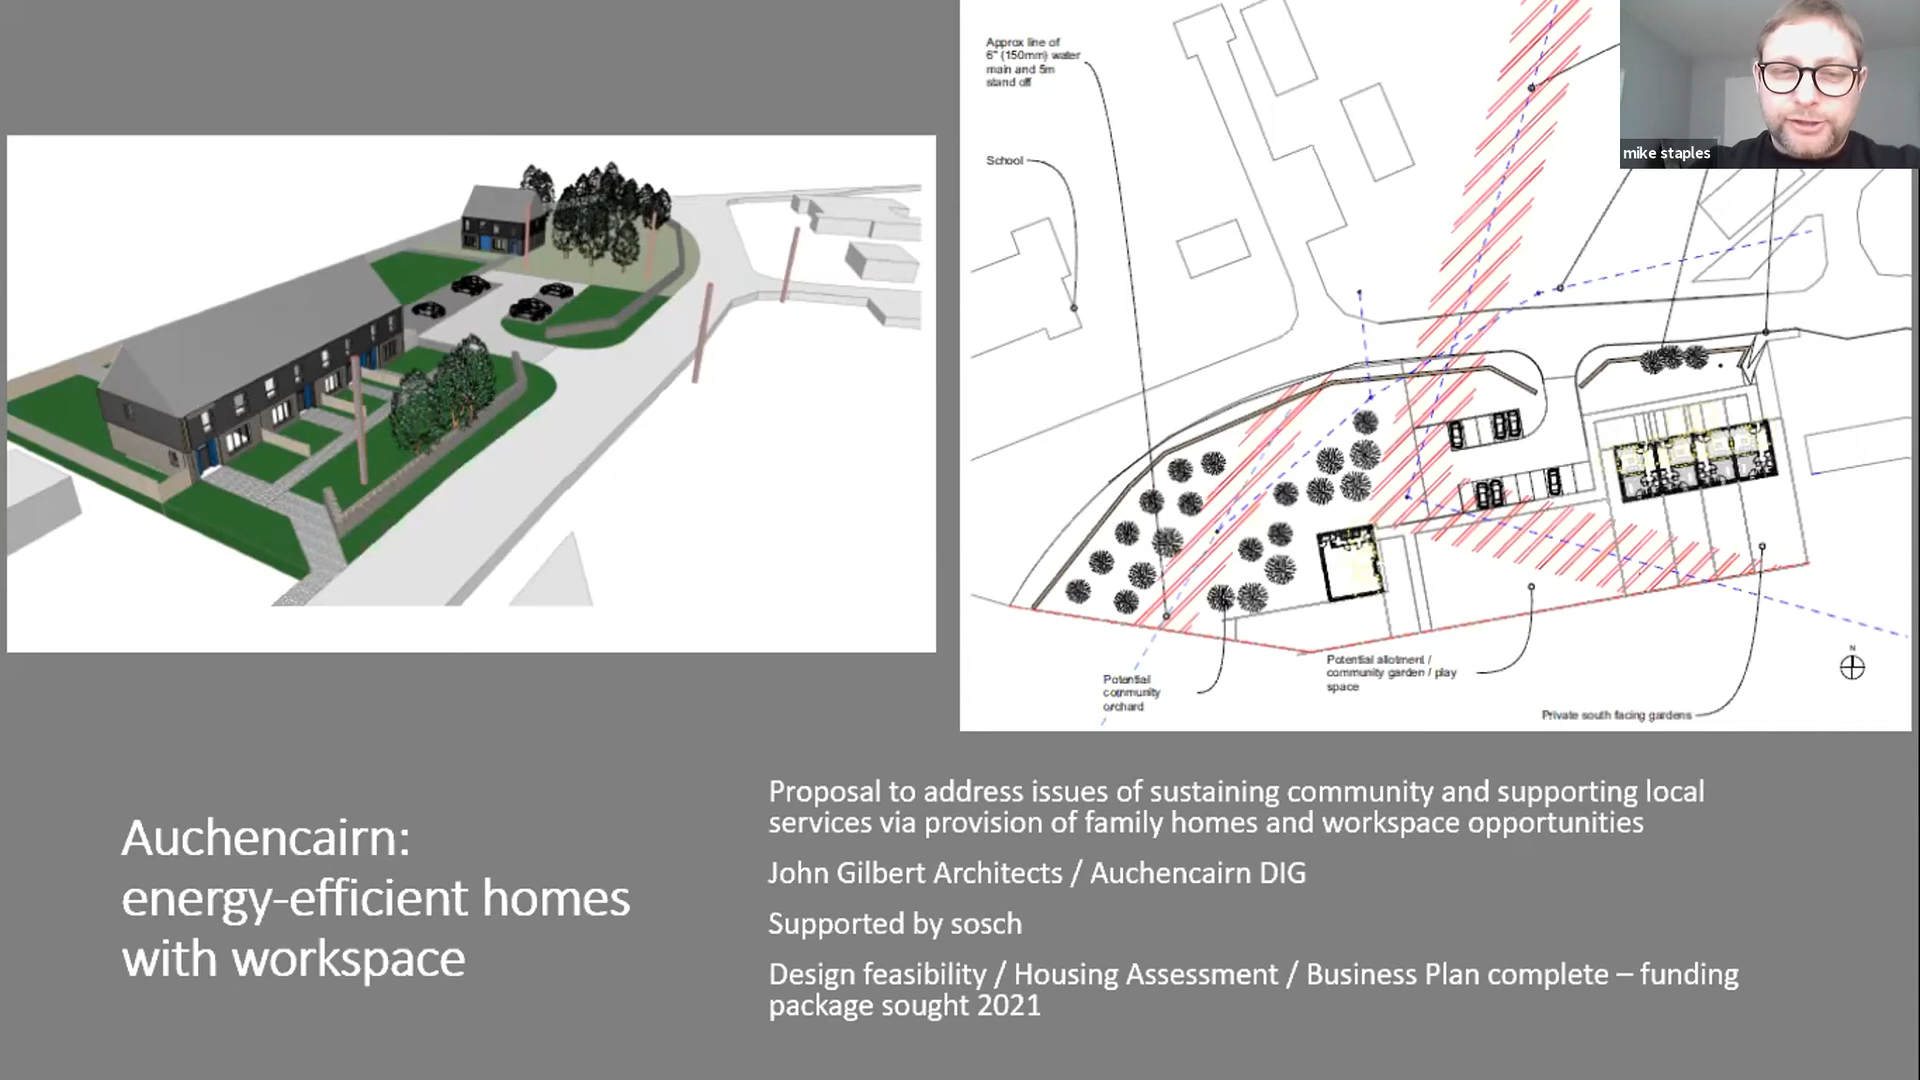 Approx line of
6" (150mm) water
main and 5m
stand off
School
mike staples
Potential
community
orchard
Potential allotment /
community garden / play
space
Private south facing gardens
N
Auchencairn:
energy-efficient homes
with workspace
Proposal to address issues of sustaining community and supporting local
services via provision of family homes and workspace opportunities
John Gilbert Architects / Auchencairn DIG
Supported by sosch
Design feasibility / Housing Assessment / Business Plan complete – funding
package sought 2021